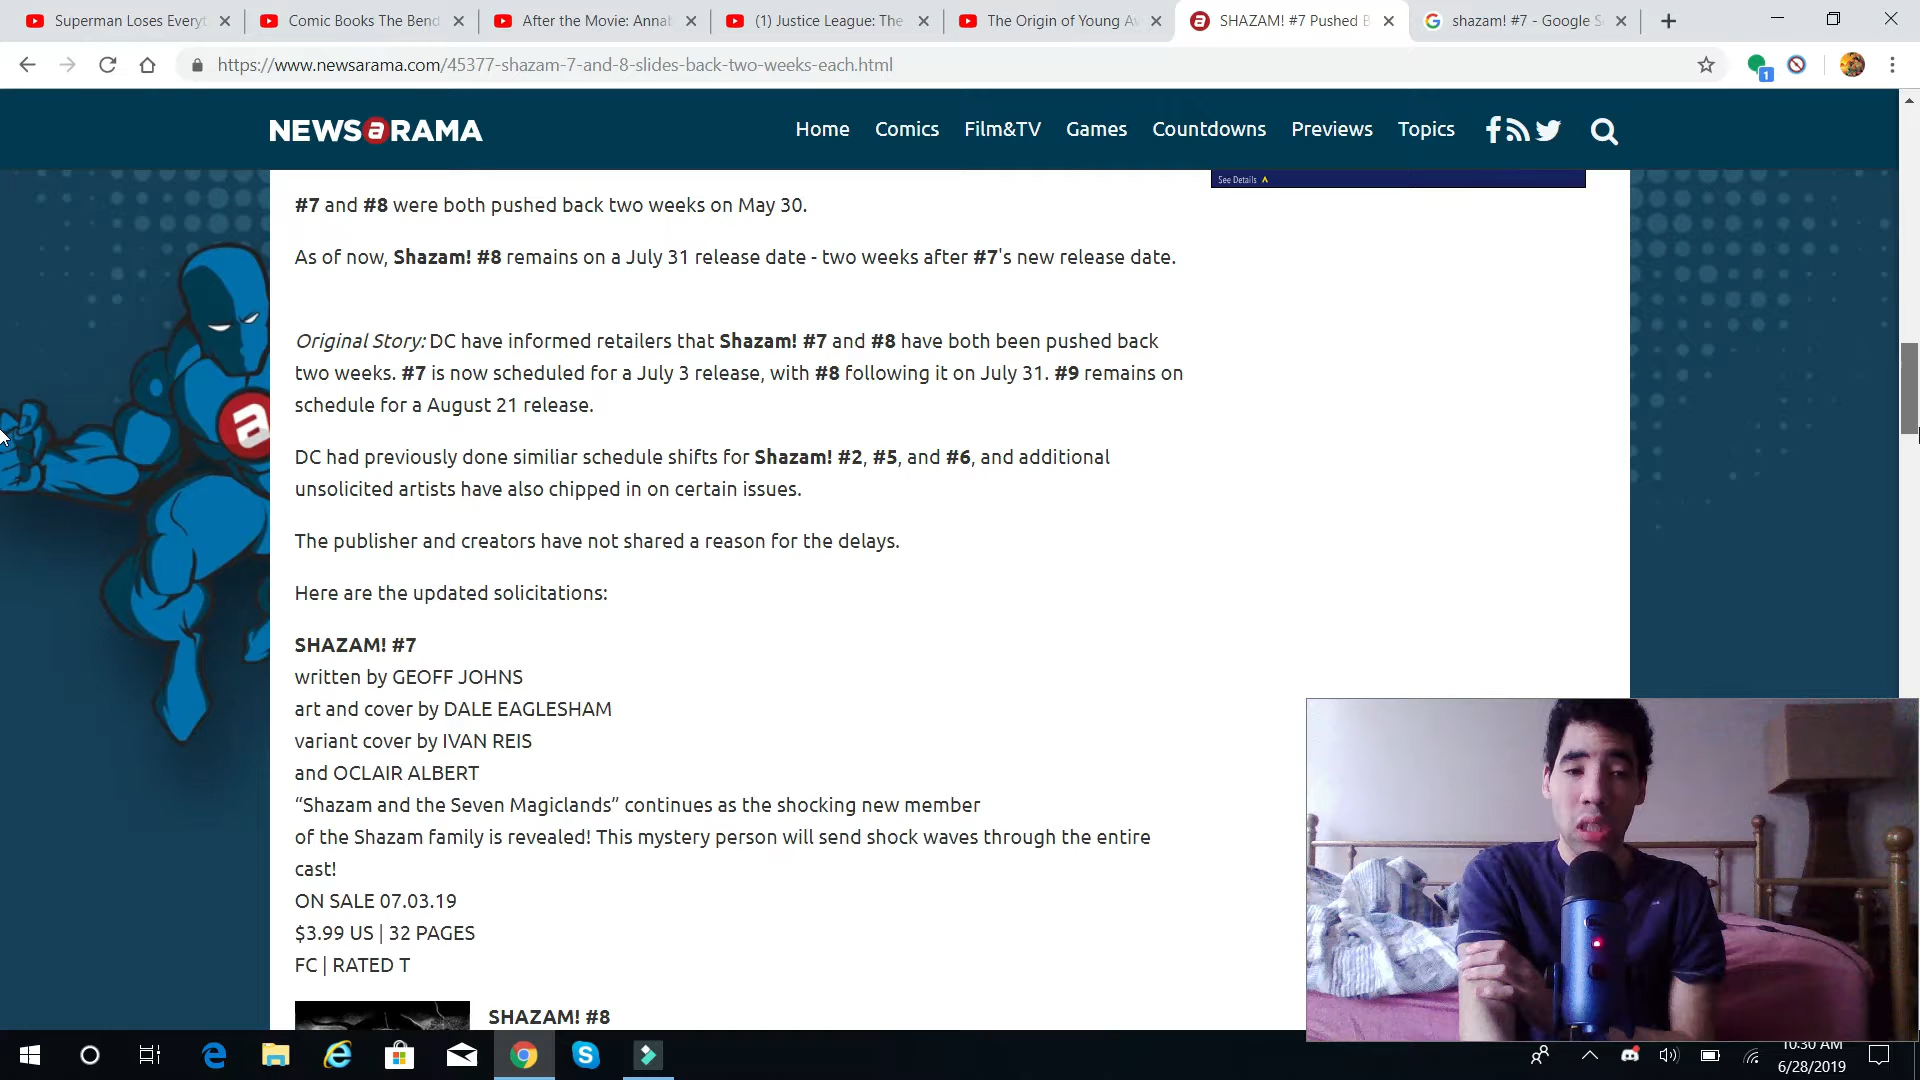 Superman Loses Everyt
Comic Books The Bend
After the Movie: Annab
(1) Justice League: The
The Origin of Young Av
SHAZAM! #7 Pushed B
shazam! #7 - Google S
https://www.newsarama.com/45377-shazam-7-and-8-slides-back-two-weeks-each.html
1
NEWSaRAMA
Home
Comics
Film&TV
Games
Countdowns
Previews
Topics
See Details
#7 and #8 were both pushed back two weeks on May 30.
As of now, Shazam! #8 remains on a July 31 release date - two weeks after #7's new release date.
Original Story: DC have informed retailers that Shazam! #7 and #8 have both been pushed back
two weeks. #7 is now scheduled for a July 3 release, with #8 following it on July 31. #9 remains on
schedule for a August 21 release.
DC had previously done similiar schedule shifts for Shazam! #2, #5, and #6, and additional
unsolicited artists have also chipped in on certain issues.
The publisher and creators have not shared a reason for the delays.
Here are the updated solicitations:
SHAZAM! #7
written by GEOFF JOHNS
art and cover by DALE EAGLESHAM
variant cover by IVAN REIS
and OCLAIR ALBERT
“Shazam and the Seven Magiclands” continues as the shocking new member
of the Shazam family is revealed! This mystery person will send shock waves through the entire
cast!
ON SALE 07.03.19
$3.99 US | 32 PAGES
FC | RATED T
SHAZAM! #8
10:30 AM
6/28/2019